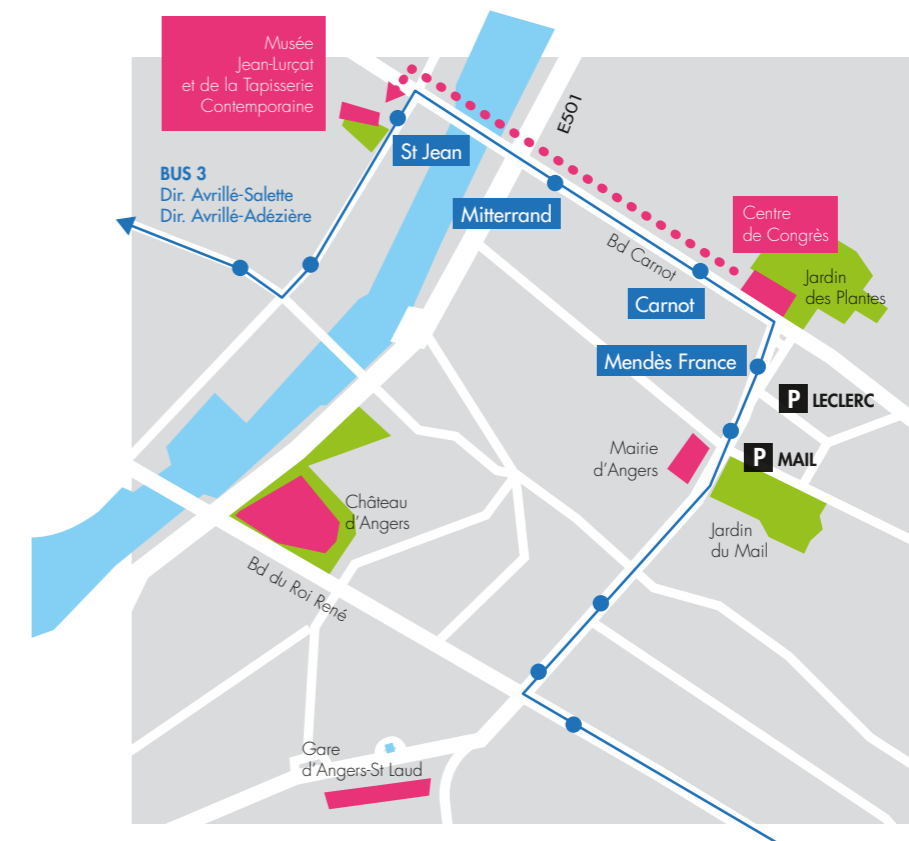 Musée
Jean-Lurçat
et de la Tapisserie
Contemporaine
E501
St Jean
BUS 3
Dir. Avrillé-Salette
Dir. Avrillé-Adézière
Mitterrand
Centre
de Congrès
Bd Carnot
Jardin
des Plantes
Carnot
Mendès France
P LECLERC
Mairie
d'Angers
P MAIL
Château
d'Angers
Jardin
du Mail
Bd du Roi René
Gare
d'Angers-St Laud